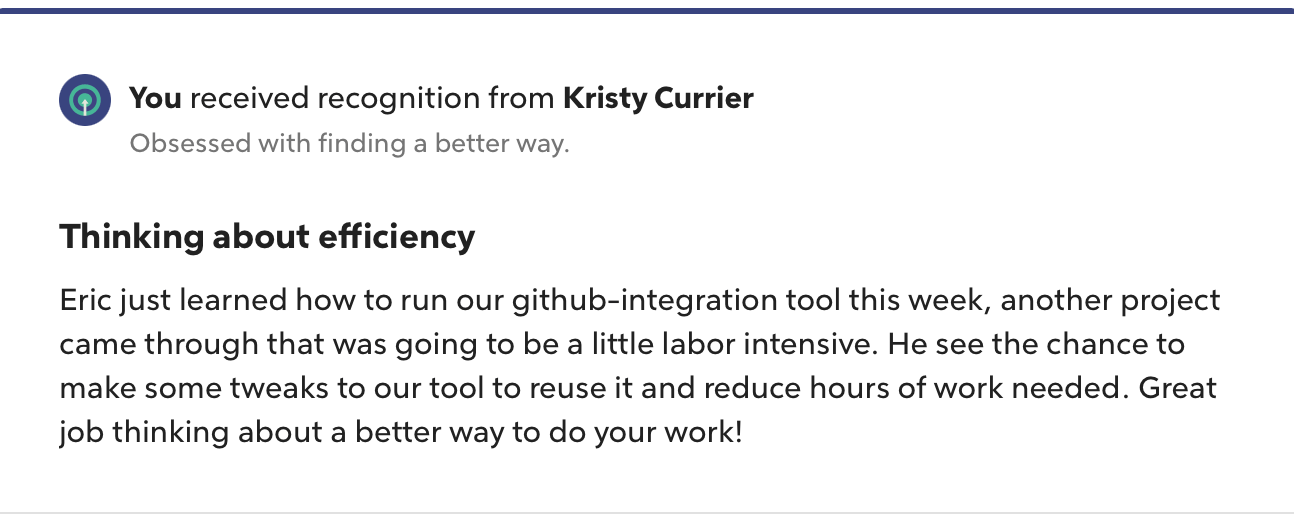 You received recognition from Kristy Currier
Obsessed with finding a better way.
Thinking about efficiency
Eric just learned how to run our github-integration tool this week, another project
came through that was going to be a little labor intensive. He see the chance to
make some tweaks to our tool to reuse it and reduce hours of work needed. Great
job thinking about a better way to do your work!